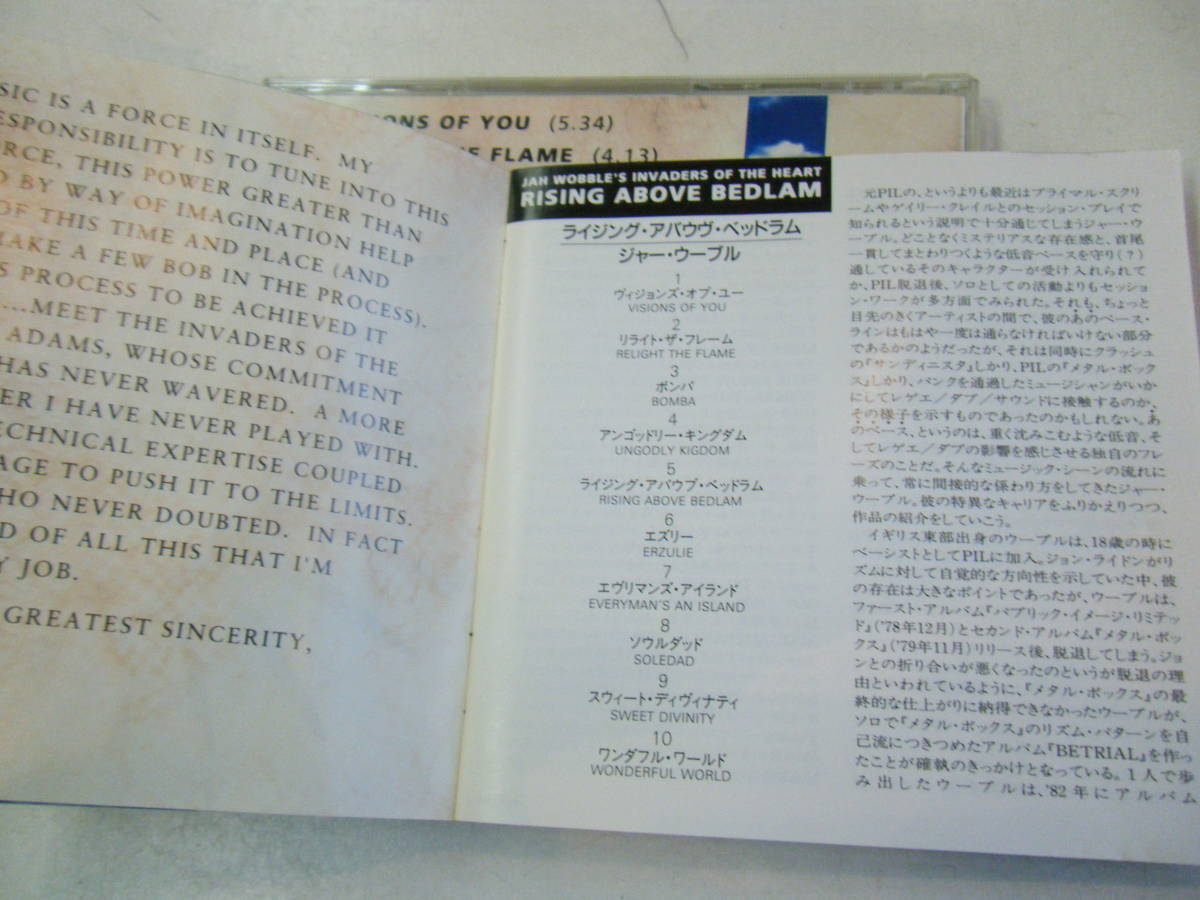 SIC IS A FORCE IN ITSELF. MY
ESPONSIBILITY IS TO TUNE INTO THIS
ORCE, THIS POWER GREATER THAN
D BY WAY OF IMAGINATION HELP
OF THIS TIME AND PLACE (AND
MAKE A FEW BOB IN THE PROCESS).
S PROCESS TO BE ACHIEVED IT
....MEET THE INVADERS OF THE
ADAMS, WHOSE COMMITMENT
HAS NEVER WAVERED. A MORE
ER I HAVE NEVER PLAYED WITH.
ECHNICAL EXPERTISE COUPLED
AGE TO PUSH IT TO THE LIMITS.
HO NEVER DOUBTED. IN FACT
D OF ALL THIS THAT I'M
Y JOB.
GREATEST SINCERITY,
ONS OF YOU (5.34)
FLAME (4.13)
JAH WOBBLE'S INVADERS OF THE HEART
RISING ABOVE BEDLAM
ライジング・アバウヴ・ベッドラム
ジャー・ウーブル
1
ヴィジョンズ・オブ・ユー
VISIONS OF YOU
2
リライト・ザ・フレーム
RELIGHT THE FLAME
3
ボンバ
BOMBA
4
アンゴッドリー・キングダム
UNGODLY KIGDOM
5
ライジング・アバウブ・ベッドラム
RISING ABOVE BEDLAM
6
エズリー
ERZULIE
7
エヴリマンズ・アイランド
EVERYMAN'S AN ISLAND
8
ソウルダッド
SOLEDAD
9
スウィート・ディヴィナティ
SWEET DIVINITY
10
ワンダフル・ワールド
WONDERFUL WORLD
元PILの、というよりも最近はプライマル・スクリ
ームやゲイリー・クレイルとのセッション・プレイで
知られるという説明で十分通じてしまうジャー・ウ
ーブル。どことなくミステリアスな存在感と、首尾
一貫してまとわりつくような低音ベースを守り(?)
通しているそのキャラクターが受け入れられて
か、PIL脱退後、ソロとしての活動よりもセッショ
ン・ワークが多方面でみられた。それも、ちょっと
目先のきくアーティストの間で、彼のあのベース・
ラインはもはや一度は通らなければいけない部分
であるかのようだったが、それは同時にクラッシュ
の『サンディニスタ』しかり、PILの『メタル・ボック
ス』しかり、パンクを通過したミュージシャンがいか
にしてレゲエ/ダブ/サウンドに接触するのか、
その様子を示すものであったのかもしれない。あ
のベース、というのは、重く沈みこむような低音、そ
してレゲエ/ダブの影響を感じさせる独自のフレ
ーズのことだ。そんなミュージック・シーンの流れに
乗って、常に間接的な係わり方をしてきたジャー・
ウーブル。彼の特異なキャリアをふりかえりつつ、
作品の紹介をしていこう。
イギリス東部出身のウーブルは、18歳の時に
ベーシストとしてPILに加入。ジョン・ライドンがリ
ズムに対して自覚的な方向性を示していた中、彼
の存在は大きなポイントであったが、ウーブルは、
ファースト・アルバム『パブリック・イメージ・リミテッ
ド』('78年12月)とセカンド・アルバム『メタル・ボッ
クス』('79年11月)リリース後、脱退してしまう。ジョ
ンとの折り合いが悪くなったのというが脱退の理
由といわれているように、『メタル・ボックス』の最
終的な仕上がりに納得できなかったウーブルが、
ソロで『メタル・ボックス』のリズム・パターンを自
己流につきつめたアルバム『BETRIAL』を作っ
たことが確執のきっかけとなっている。1人で歩
み出したウーブルは、'82年にアルバム